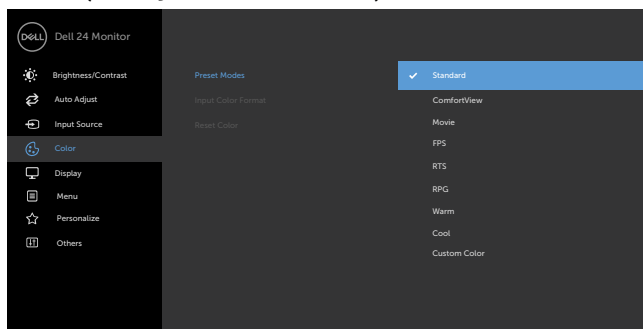 DELL Dell 24 Monitor
Brightness/Contrast
Auto Adjust
Input Source
Color
Display
Menu
Personalize
Others
Preset Modes
Input Color Format
Reset Color
Standard
ComfortView
Movie
FPS
RTS
RPG
Warm
Cool
Custom Color